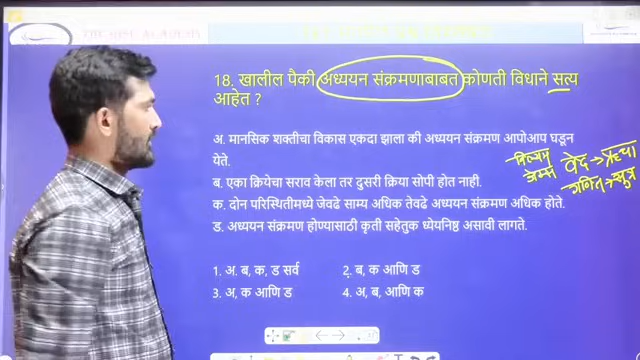 18. खालील पैकी अध्ययन संक्रमणाबाबत कोणती विधाने सत्य
आहेत ?
अ. मानसिक शक्तीचा विकास एकदा झाला की अध्ययन संक्रमण आपोआप घडून
येते.
ब. एका क्रियेचा सराव केला तर दुसरी क्रिया सोपी होत नाही.
क. दोन परिस्थितीमध्ये जेवढे साम्य अधिक तेवढे अध्ययन संक्रमण अधिक होते.
ड. अध्ययन संक्रमण होण्यासाठी कृती सहेतुक ध्येयनिष्ठ असावी लागते.
विल्यम
जेम्स
वेद → ऋचा
गणित → सूत्र
1. अ. ब, क, ड सर्व
2. ब, क आणि ड
3. अ, क आणि ड
4. अ, ब, आणि क